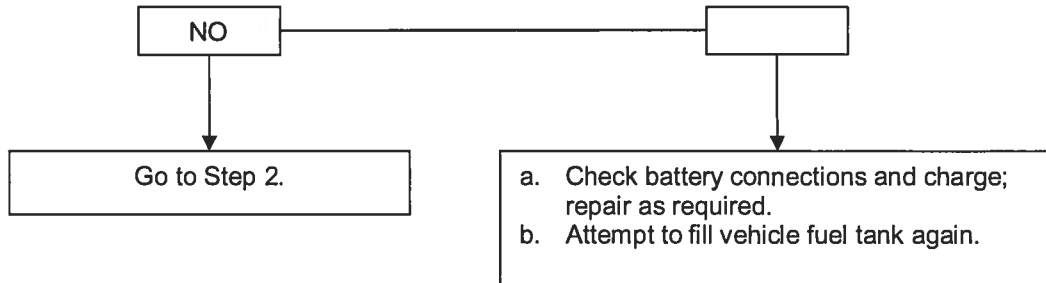 NO
Go to Step 2.
a. Check battery connections and charge;
repair as required.
b. Attempt to fill vehicle fuel tank again.